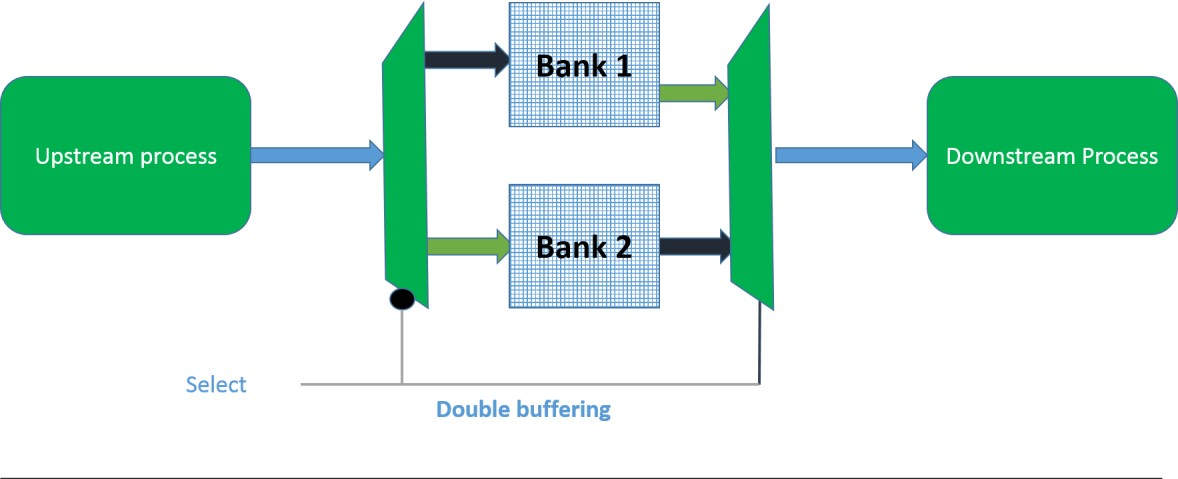 Bank 1
Upstream process
Downstream Process
Bank 2
Select
Double buffering